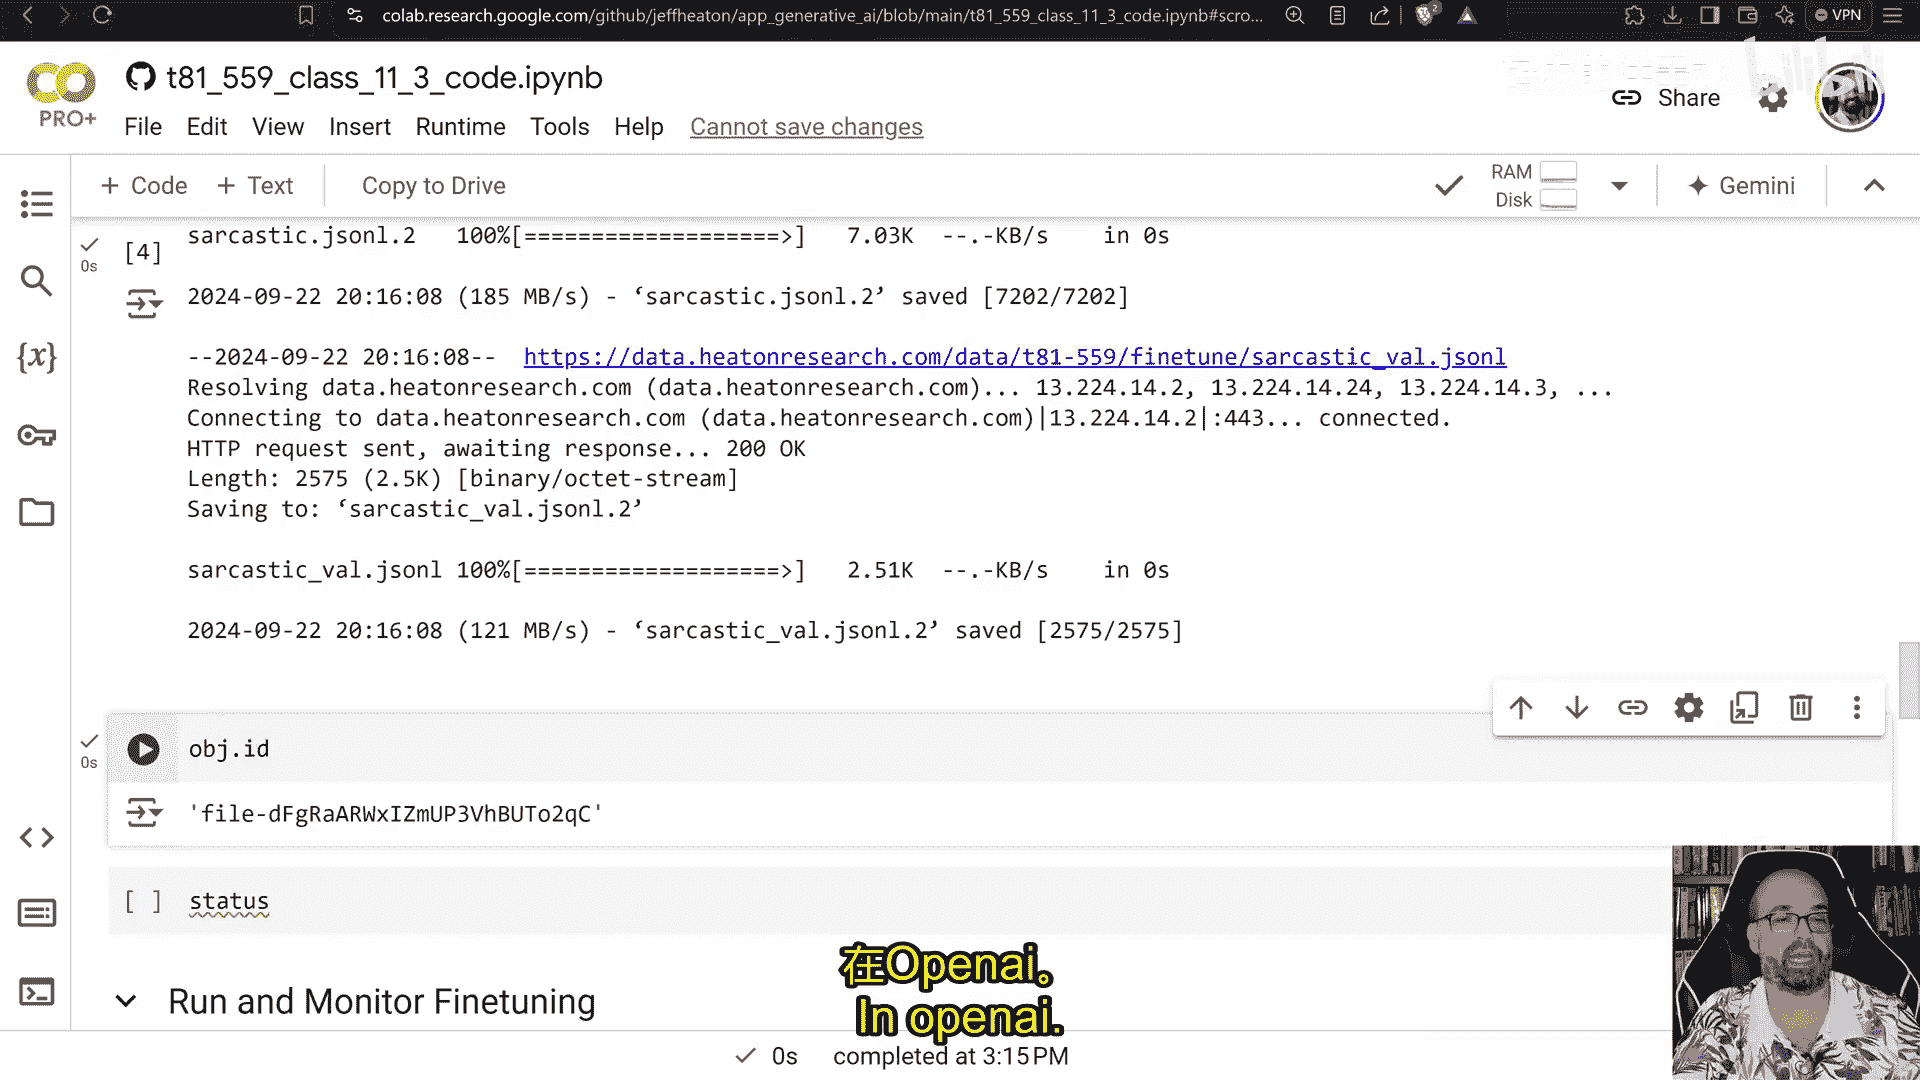 colab.research.google.com/github/jeffheaton/app_generative_ai/blob/main/t81_559_class_11_3_code.ipynb#scro...
2
VPN
PRO+
t81_559_class_11_3_code.ipynb
File Edit View Insert Runtime Tools Help Cannot save changes
Share
+ Code + Text Copy to Drive
RAM
Disk
Gemini
sarcastic.jsonl.2 100%[===================>] 7.03K --.-KB/s in 0s
[4]
0s
2024-09-22 20:16:08 (185 MB/s) - ‘sarcastic.jsonl.2’ saved [7202/7202]
--2024-09-22 20:16:08-- https://data.heatonresearch.com/data/t81-559/finetune/sarcastic_val.jsonl
Resolving data.heatonresearch.com (data.heatonresearch.com)... 13.224.14.2, 13.224.14.24, 13.224.14.3, ...
Connecting to data.heatonresearch.com (data.heatonresearch.com)|13.224.14.2|:443... connected.
HTTP request sent, awaiting response... 200 OK
Length: 2575 (2.5K) [binary/octet-stream]
Saving to: ‘sarcastic_val.jsonl.2’
sarcastic_val.jsonl 100%[===================>] 2.51K --.-KB/s in 0s
2024-09-22 20:16:08 (121 MB/s) - ‘sarcastic_val.jsonl.2’ saved [2575/2575]
obj.id
0s
'file-dFgRaARWxIZmUP3VhBUTo2qC'
[ ] status
Run and Monitor Finetuning
在Openai。
In openai.
0s completed at 3:15 PM